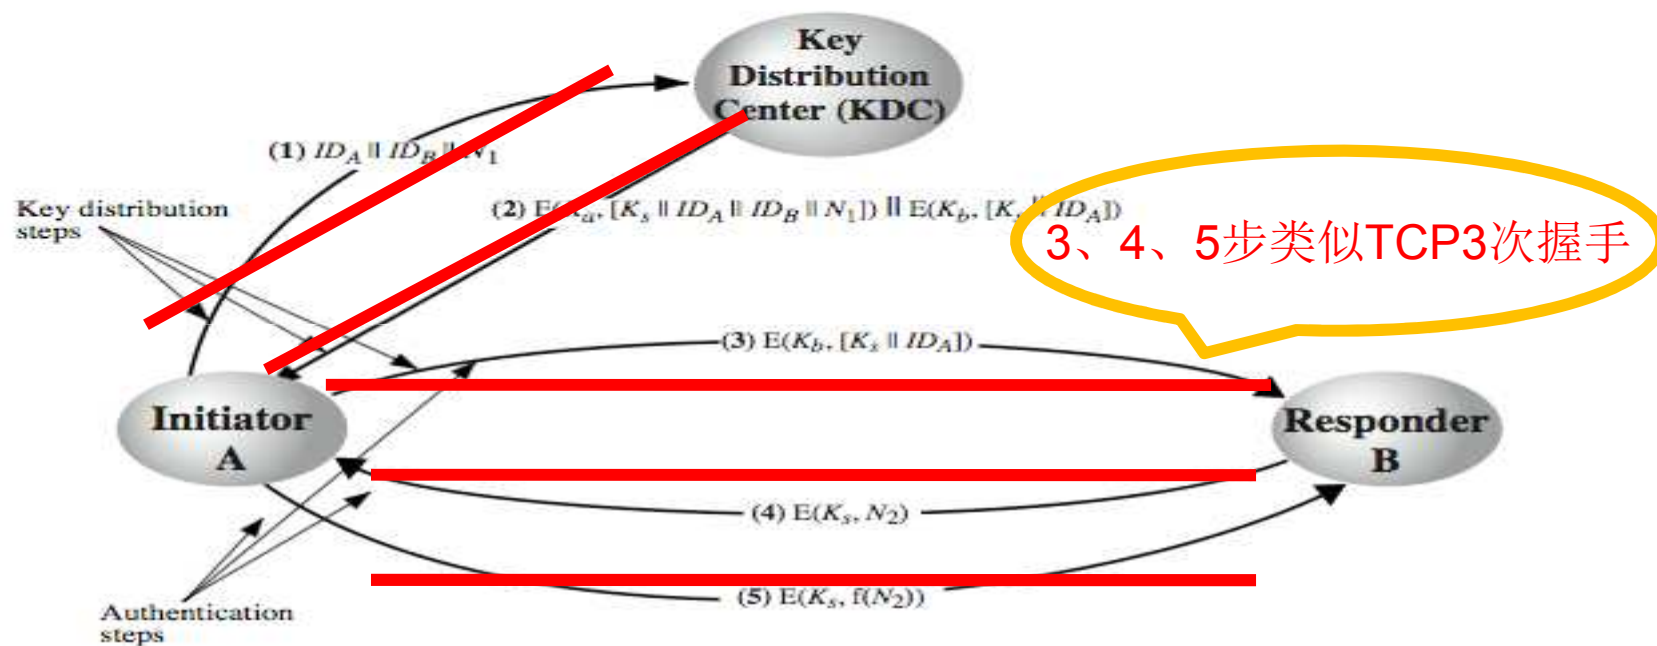 Key
Distribution
Center (KDC)
(1) ID_A || ID_B || N_1
Key distribution
steps
(2) E(K_a, [K_s || ID_A || ID_B || N_1]) || E(K_b, [K_s || ID_A])
3、4、5步类似TCP3次握手
(3) E(K_b, [K_s || ID_A])
Initiator
A
Responder
B
(4) E(K_s, N_2)
(5) E(K_s, f(N_2))
Authentication
steps